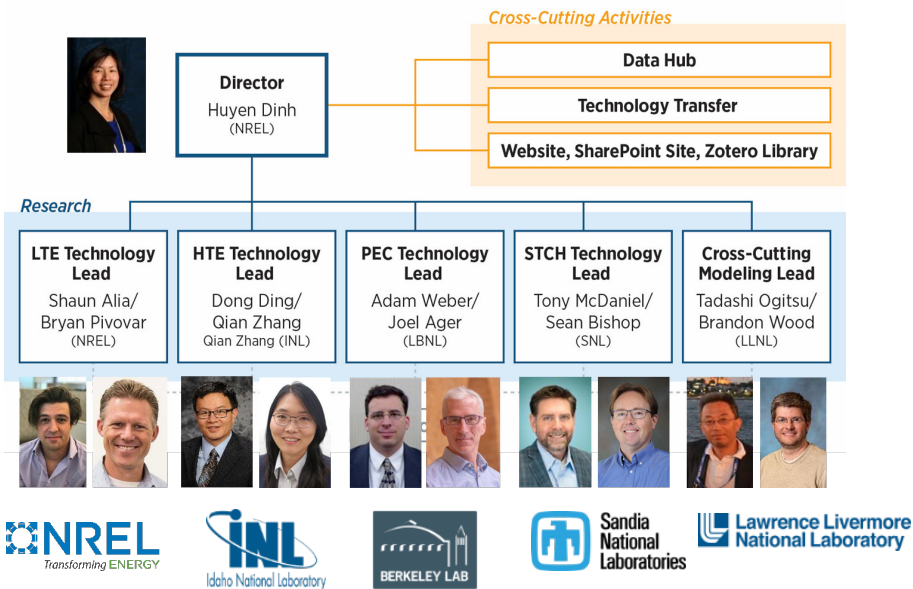 Cross-Cutting Activities
Director
Huyen Dinh
(NREL)
Data Hub
Technology Transfer
Website, SharePoint Site, Zotero Library
Research
LTE Technology
Lead
Shaun Alia/
Bryan Pivovar
(NREL)
HTE Technology
Lead
Dong Ding/
Qian Zhang
Qian Zhang (INL)
PEC Technology
Lead
Adam Weber/
Joel Ager
(LBNL)
STCH Technology
Lead
Tony McDaniel/
Sean Bishop
(SNL)
Cross-Cutting
Modeling Lead
Tadashi Ogitsu/
Brandon Wood
(LLNL)
NREL
Transforming ENERGY
INL
Idaho National Laboratory
BERKELEY LAB
Sandia
National
Laboratories
Lawrence Livermore
National Laboratory